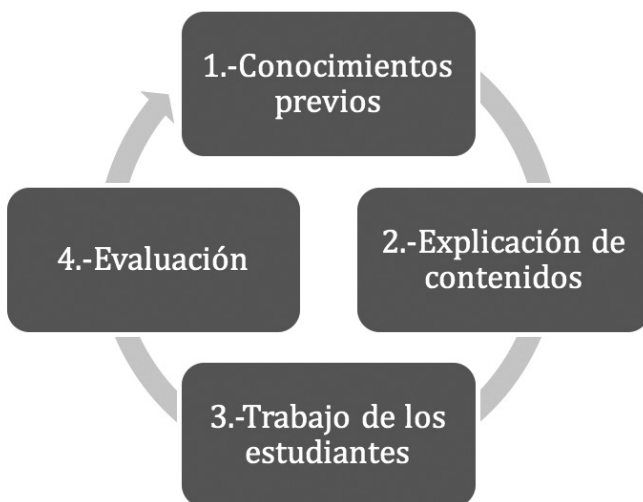 1.-Conocimientos
previos
2.-Explicación de
contenidos
3.-Trabajo de los
estudiantes
4.-Evaluación